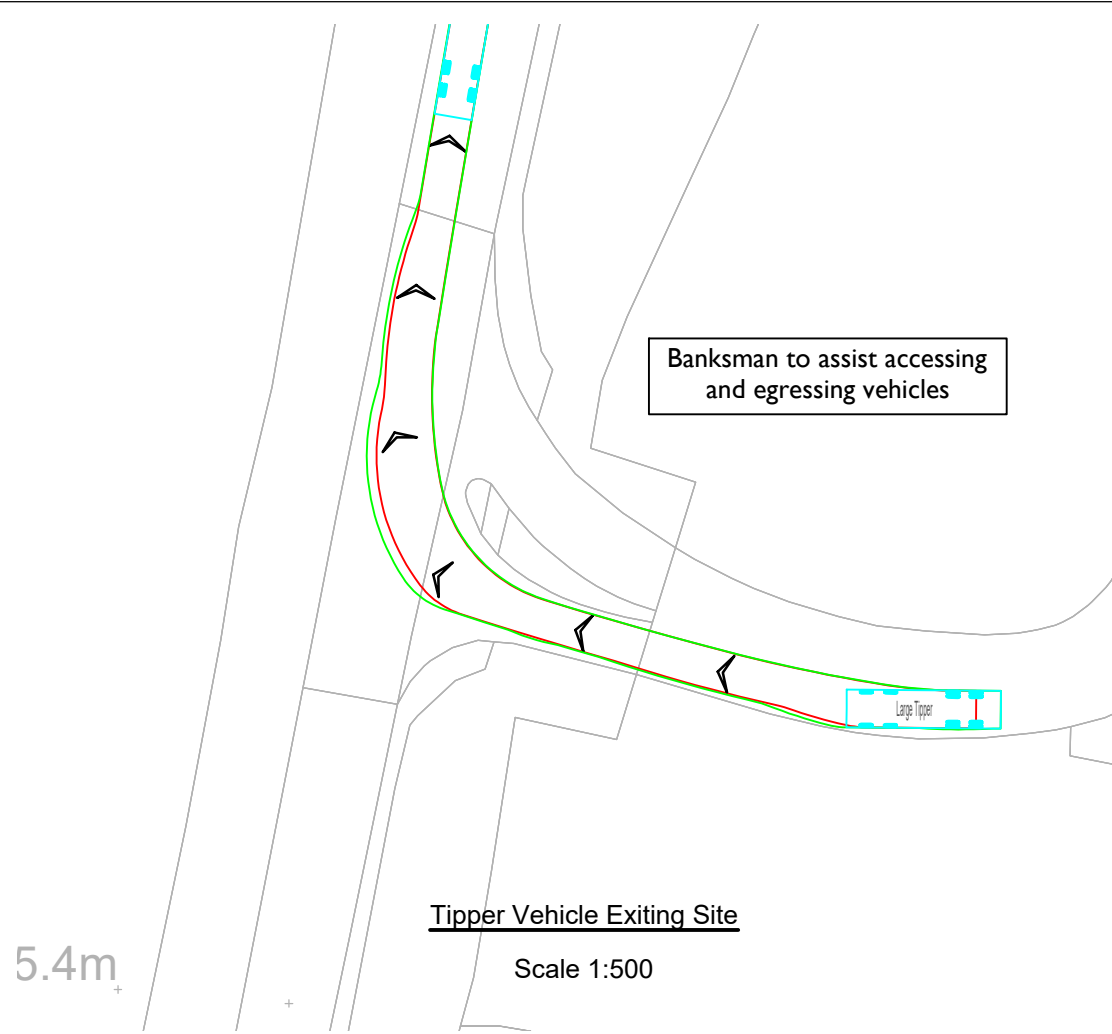 Banksman to assist accessing
and egressing vehicles
Large Tipper
Tipper Vehicle Exiting Site
Scale 1:500
5.4m